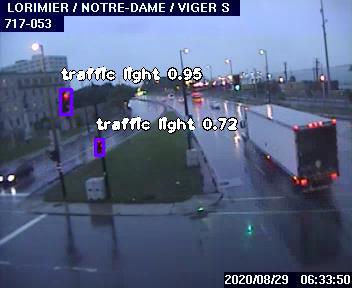 LORIMIER / NOTRE-DAME / VIGER S
717-053
traffic light 0.95
traffic light 0.72
2020/08/29 06:33:50